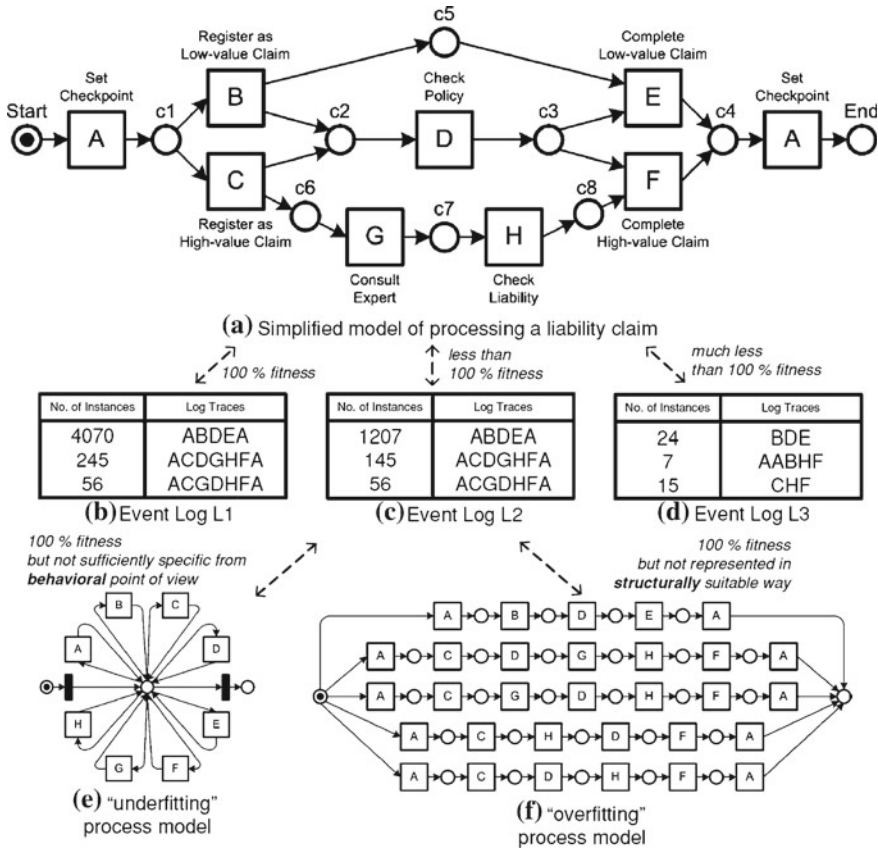 c5
Register as
Low-value Claim
Complete
Low-value Claim
Set
Checkpoint
Check
Policy
Set
Checkpoint
Start
A
c1
B
c2
D
c3
E
c4
A
End
C
c6
F
c8
c7
Register as
High-value Claim
G
H
Complete
High-value Claim
Consult
Expert
Check
Liability
(a) Simplified model of processing a liability claim
100 % fitness
less than
100 % fitness
much less
than 100 % fitness
No. of Instances Log Traces
4070 ABDEA
245 ACDGHFA
56 ACGDHFA
(b) Event Log L1
No. of Instances Log Traces
1207 ABDEA
145 ACDGHFA
56 ACGDHFA
(c) Event Log L2
No. of Instances Log Traces
24 BDE
7 AABHF
15 CHF
(d) Event Log L3
100 % fitness
but not sufficiently specific from
behavioral point of view
100 % fitness
but not represented in
structurally suitable way
B C
A D
H E
G F
(e) “underfitting”
process model
A B D E A
A C D G H F A
A C G D H F A
A C H D F A
A C D H F A
(f) “overfitting”
process model